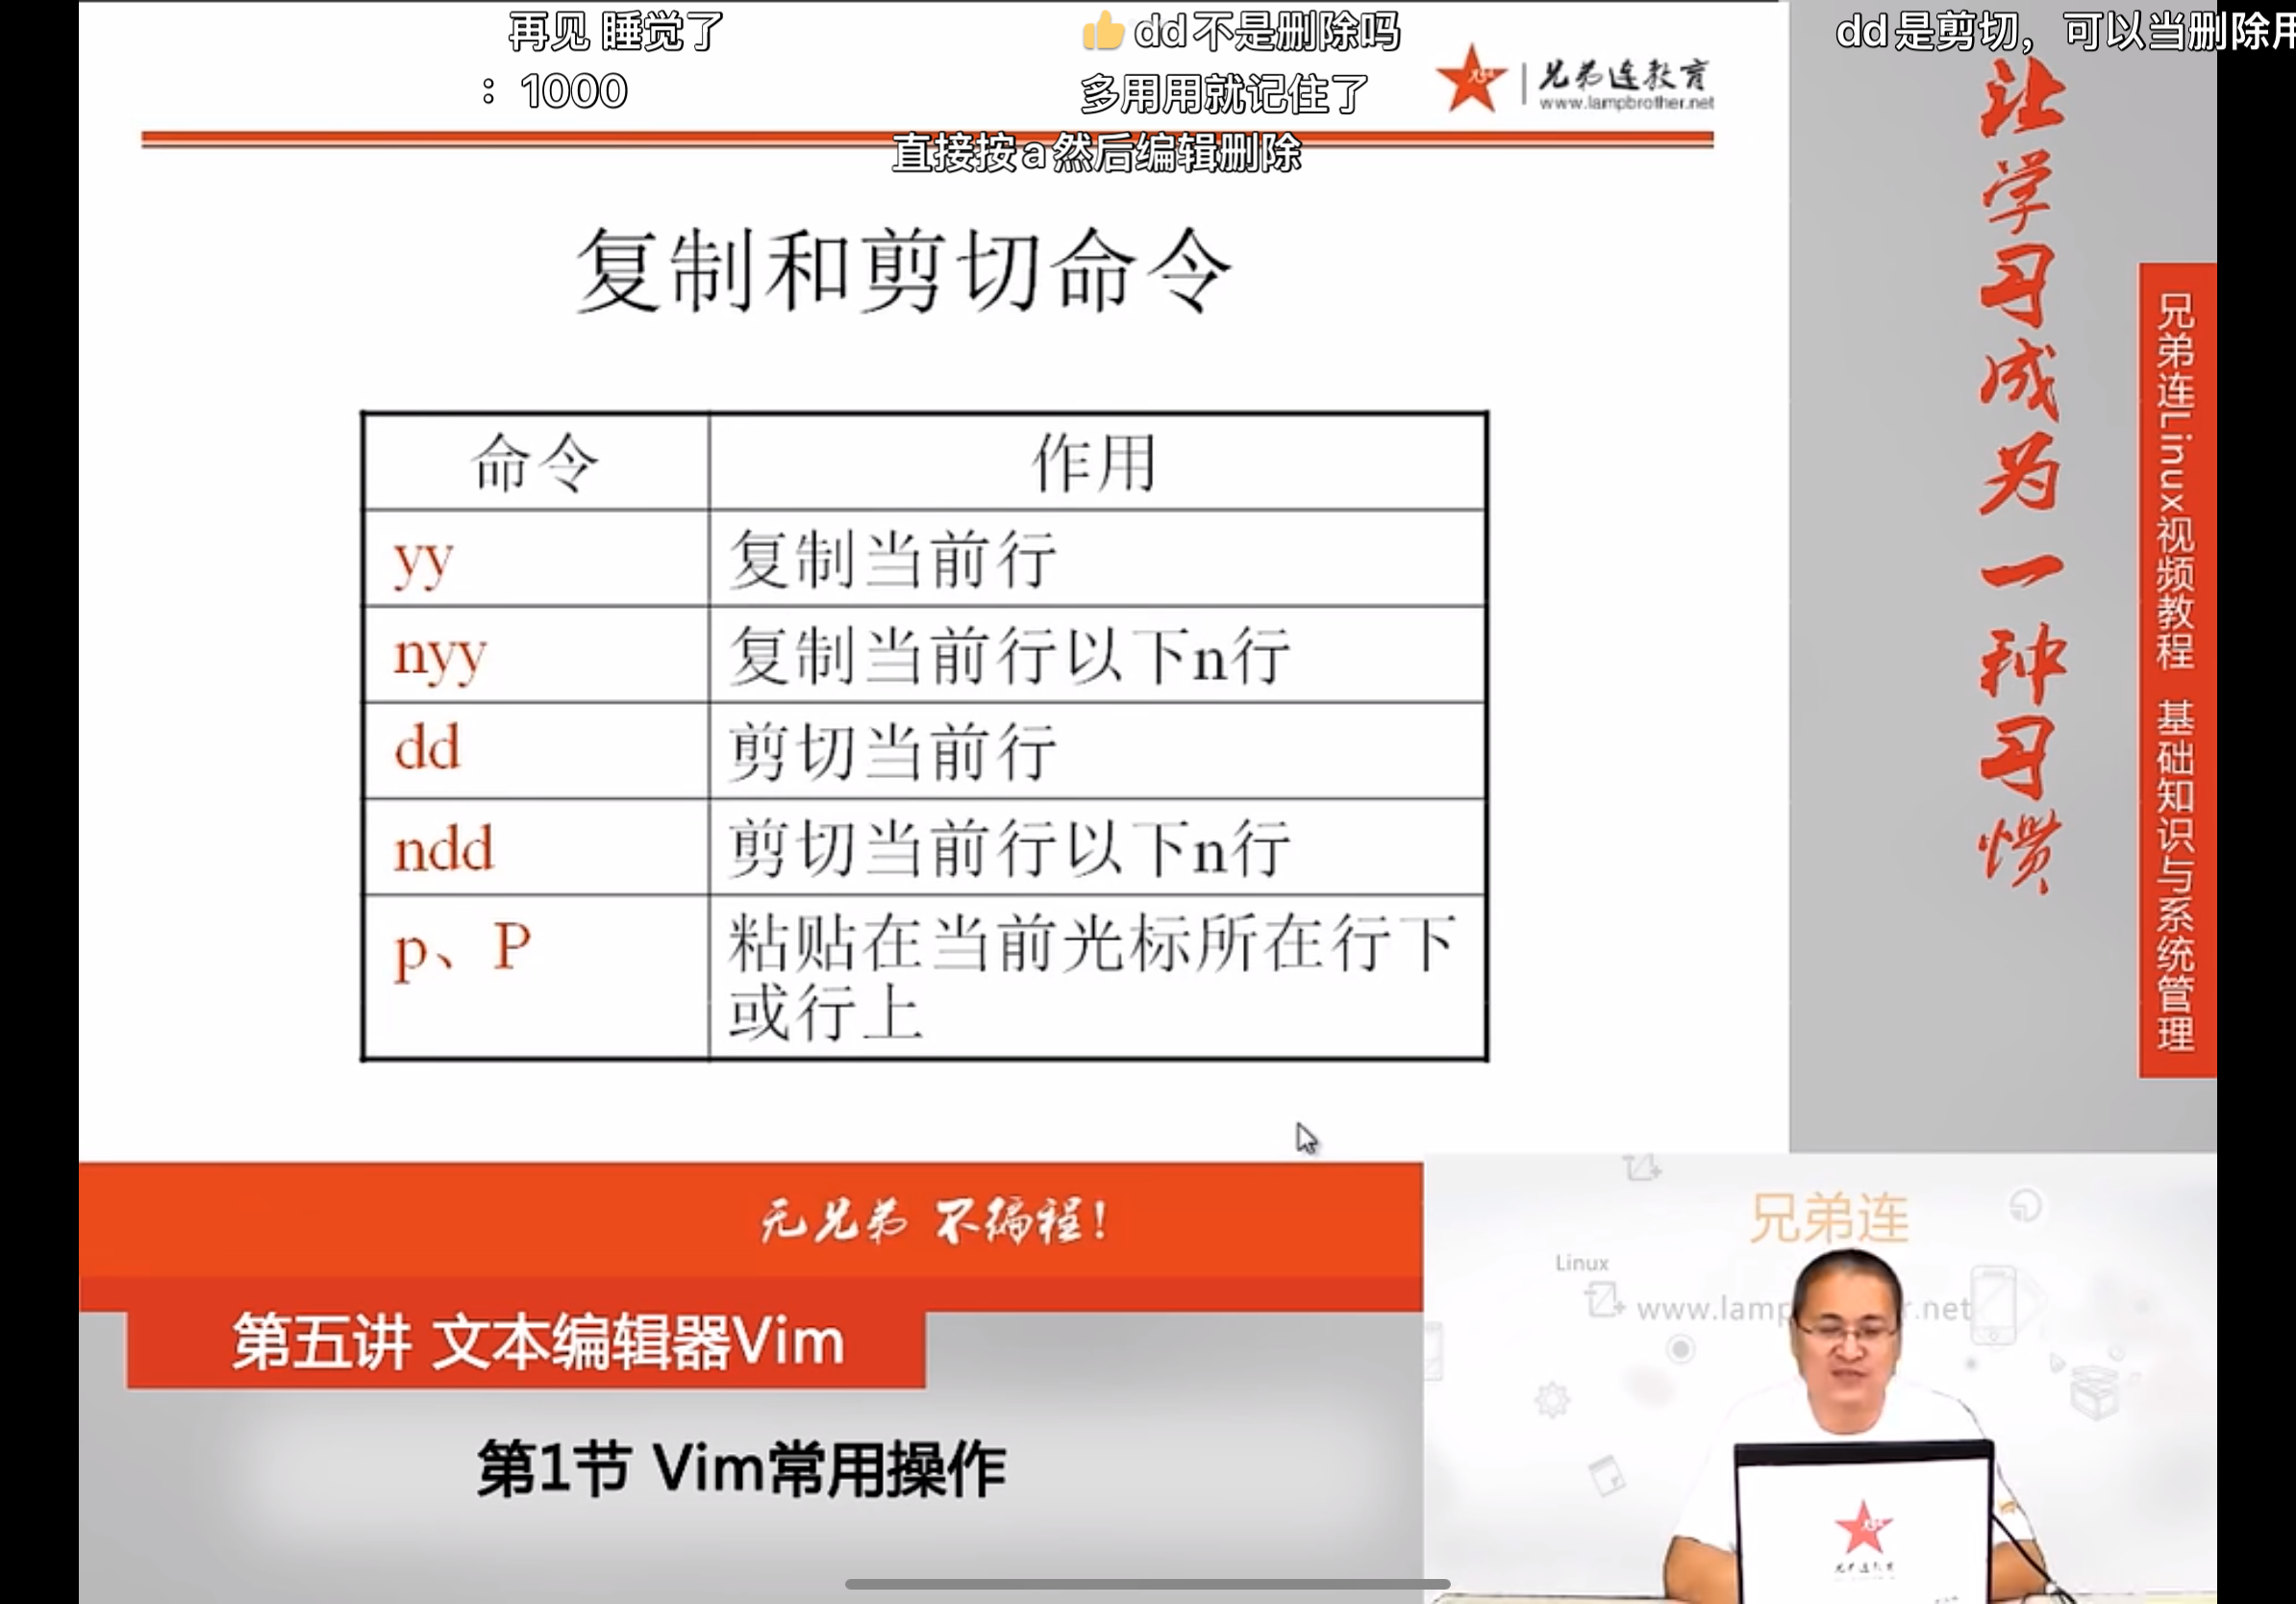 再见 睡觉了
👍dd不是删除吗
dd是剪切，可以当删除用
：1000
多用用就记住了
兄弟连教育
www.lampbrother.net
直接按a然后编辑删除
复制和剪切命令
命令 作用
yy 复制当前行
nyy 复制当前行以下n行
dd 剪切当前行
ndd 剪切当前行以下n行
p、P 粘贴在当前光标所在行下
或行上
让学习成为一种习惯
兄弟连Linux视频教程 基础知识与系统管理
无兄弟 不编程！
第五讲 文本编辑器Vim
第1节 Vim常用操作
兄弟连
Linux
www.lamp r.net
兄弟连教育